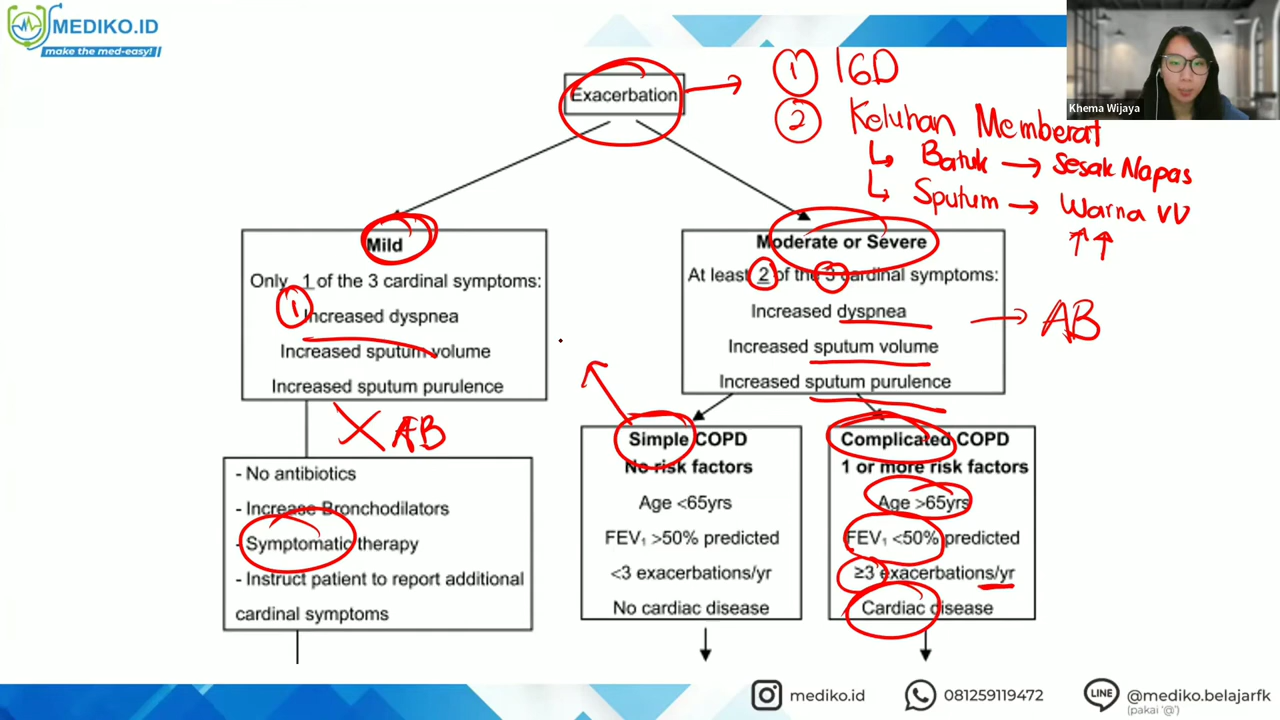 MEDIKO.ID
make the med-easy!
Khema Wijaya
Exacerbation
① IGD
② Keluhan Memberat
↳ Batuk → Sesak Napas
↳ Sputum → Warna VV
↑↑
Mild
Only 1 of the 3 cardinal symptoms:
① Increased dyspnea
Increased sputum volume
Increased sputum purulence
X AB
- No antibiotics
- Increase Bronchodilators
- Symptomatic therapy
- Instruct patient to report additional
cardinal symptoms
Moderate or Severe
At least 2 of the 3 cardinal symptoms:
Increased dyspnea
Increased sputum volume
Increased sputum purulence
→ AB
Simple COPD
No risk factors
Age <65yrs
FEV₁ >50% predicted
<3 exacerbations/yr
No cardiac disease
Complicated COPD
1 or more risk factors
Age >65yrs
FEV₁ <50% predicted
≥3 exacerbations/yr
Cardiac disease
mediko.id
081259119472
LINE
@mediko.belajarfk
(pakai '@')